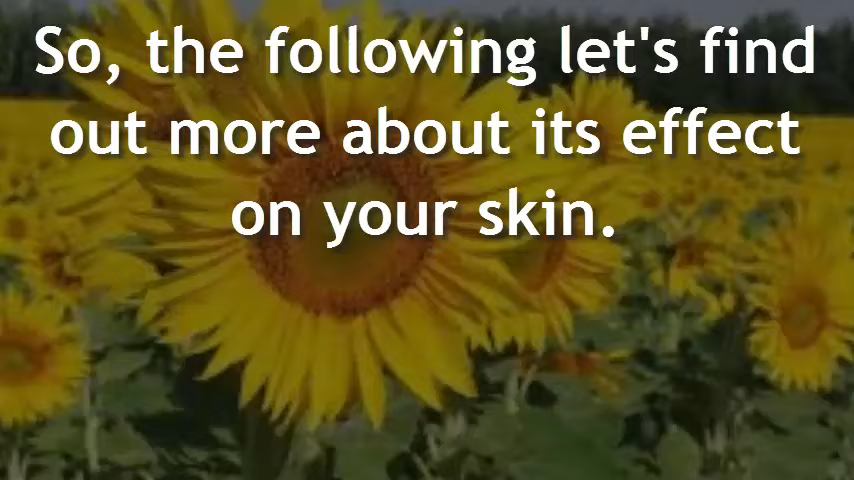 So, the following let's find
out more about its effect
on your skin.